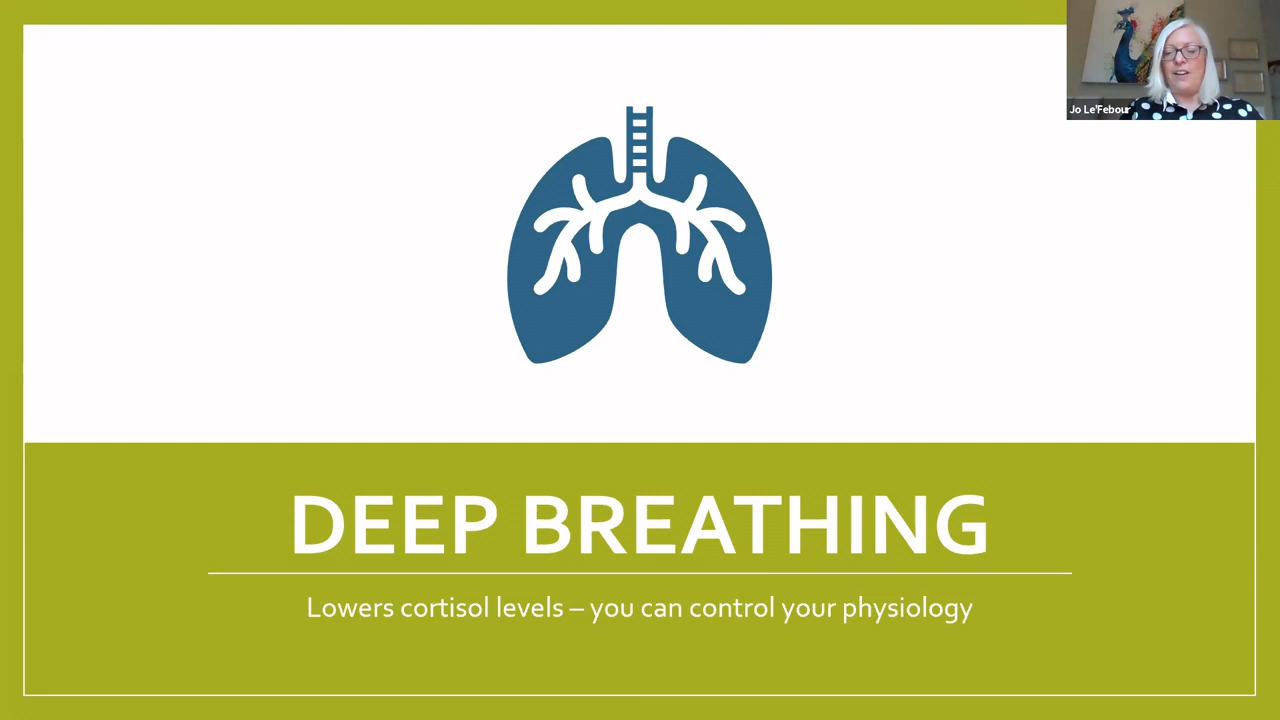 Jo Le'Febour
DEEP BREATHING
Lowers cortisol levels – you can control your physiology